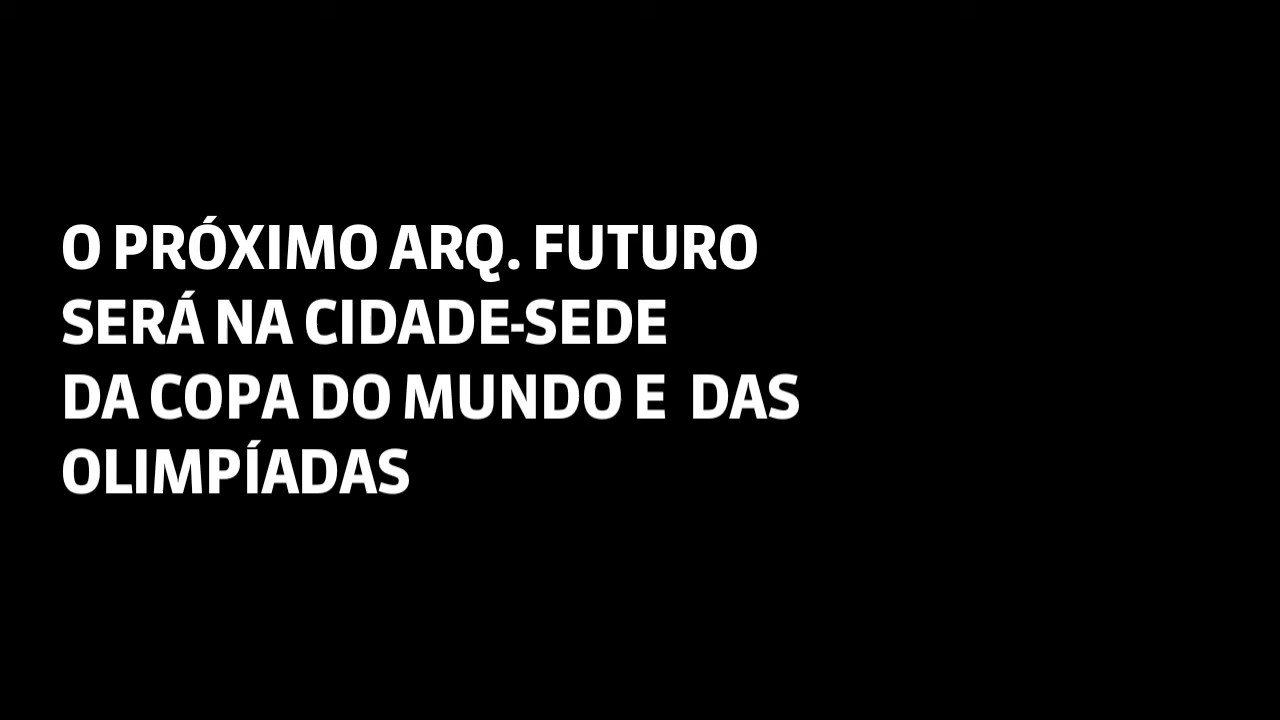 O PRÓXIMO ARQ. FUTURO
SERÁ NA CIDADE-SEDE
DA COPA DO MUNDO E  DAS
OLIMPÍADAS